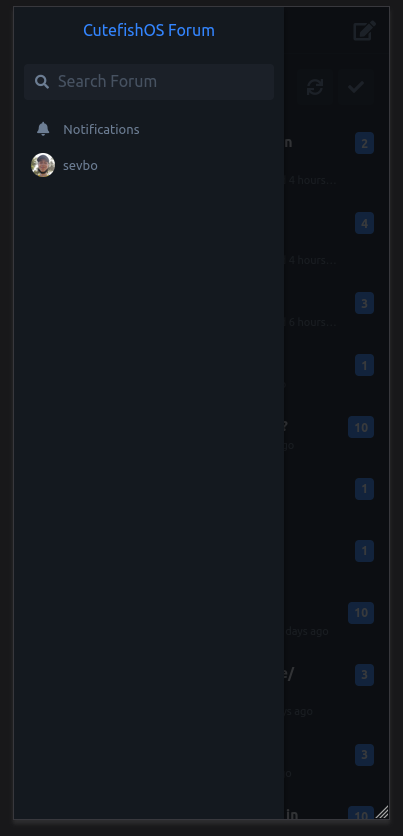 CutefishOS Forum
Search Forum
Notifications
sevbo
n
2
4 hours...
4
4 hours...
3
6 hours...
1
?
10
ago
1
1
10
days ago
e/
3
s ago
3
o
in
10